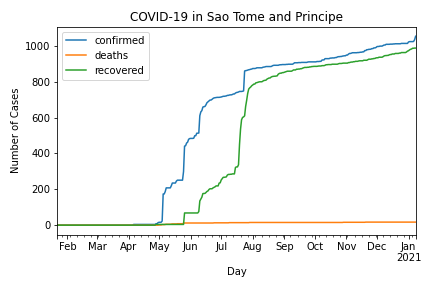 COVID-19 in Sao Tome and Principe
confirmed
deaths
recovered
Number of Cases
1000
800
600
400
200
0
Feb Mar Apr May Jun Jul Aug Sep Oct Nov Dec Jan
2021
Day